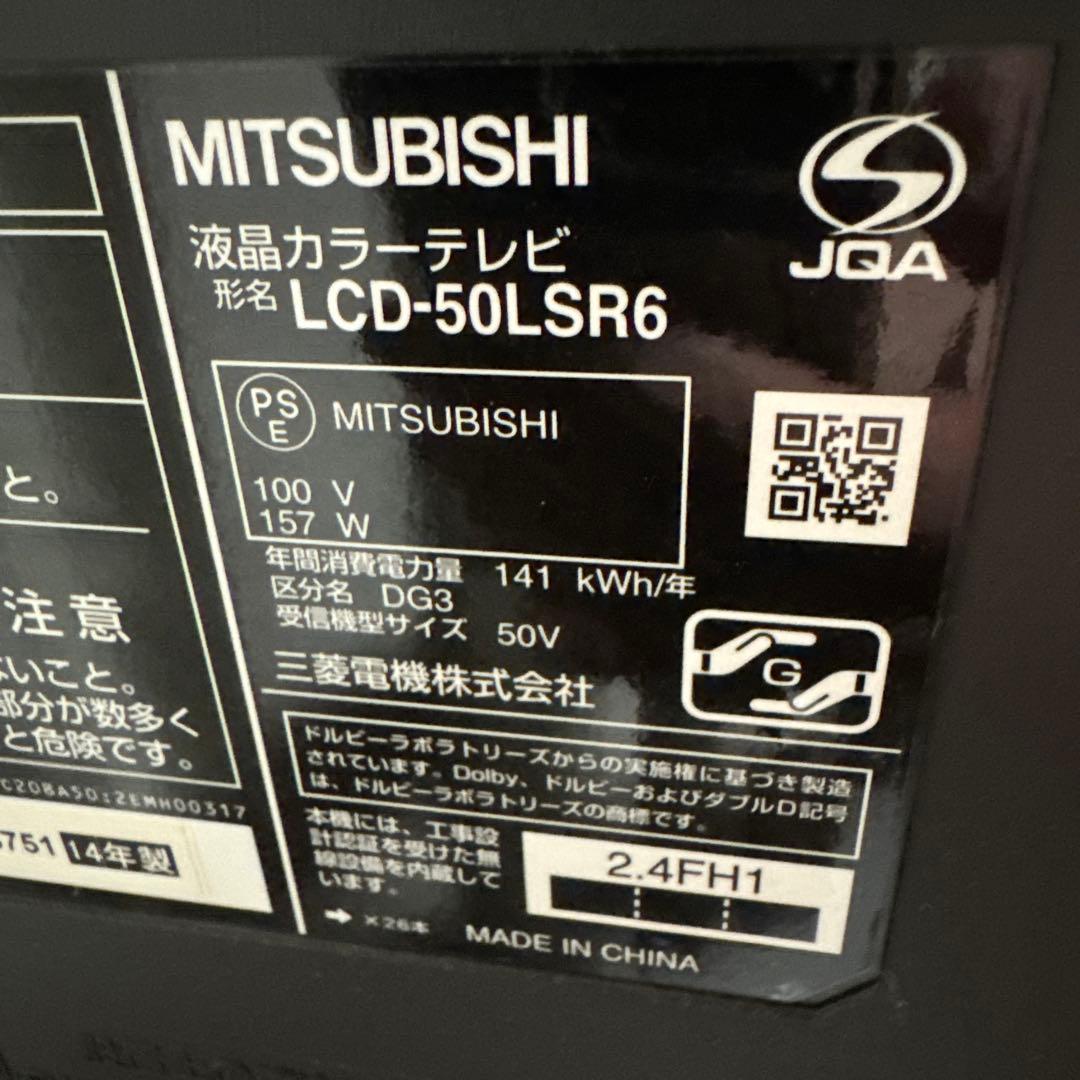 MITSUBISHI
JQA
液晶カラーテレビ
形名 LCD-50LSR6
PS
E
MITSUBISHI
100 V
157 W
年間消費電力量 141 kWh/年
区分名 DG3
受信機型サイズ 50V
三菱電機株式会社
G
ドルビーラボラトリーズからの実施権に基づき製造
されています。Dolby、ドルビーおよびダブルD記号
は、ドルビーラボラトリーズの商標です。
本機には、工事設
計認証を受けた無
線設備を内蔵して
います。
2.4FH1
➔ ×26本
MADE IN CHINA
と。
注意
ないこと。
部分が数多く
と危険です。
C20BA50:2EMH00317
751 14年製